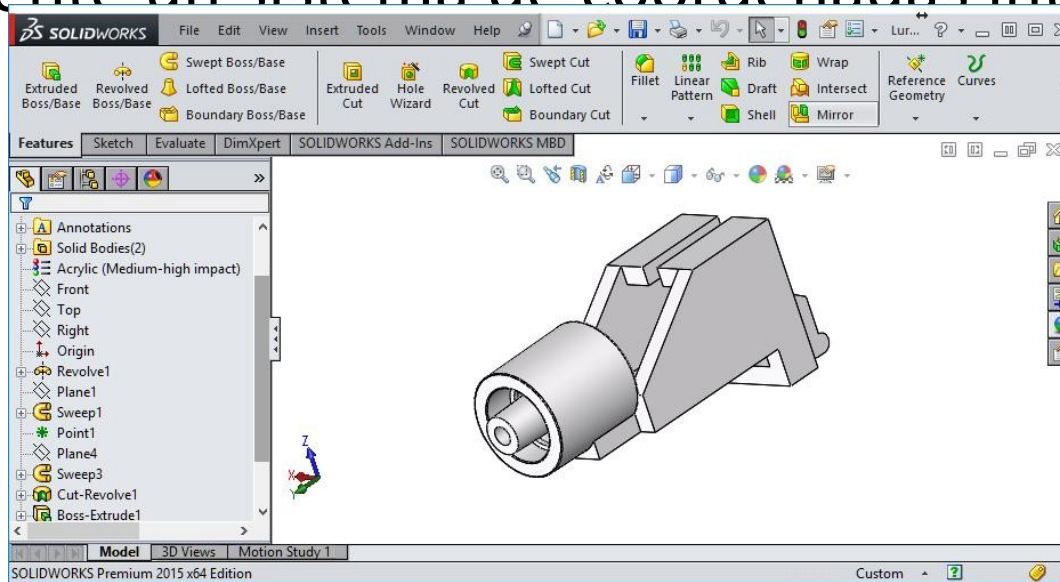 SOLIDWORKS File Edit View Insert Tools Window Help Lur... ?
Extruded Boss/Base
Revolved Boss/Base
Swept Boss/Base
Lofted Boss/Base
Boundary Boss/Base
Extruded Cut
Hole Wizard
Revolved Cut
Swept Cut
Lofted Cut
Boundary Cut
Fillet
Linear Pattern
Rib
Draft
Shell
Wrap
Intersect
Mirror
Reference Geometry
Curves
Features Sketch Evaluate DimXpert SOLIDWORKS Add-Ins SOLIDWORKS MBD
Annotations
Solid Bodies(2)
Acrylic (Medium-high impact)
Front
Top
Right
Origin
Revolve1
Plane1
Sweep1
Point1
Plane4
Sweep3
Cut-Revolve1
Boss-Extrude1
Z
X
Y
Model 3D Views Motion Study 1
SOLIDWORKS Premium 2015 x64 Edition Custom ?